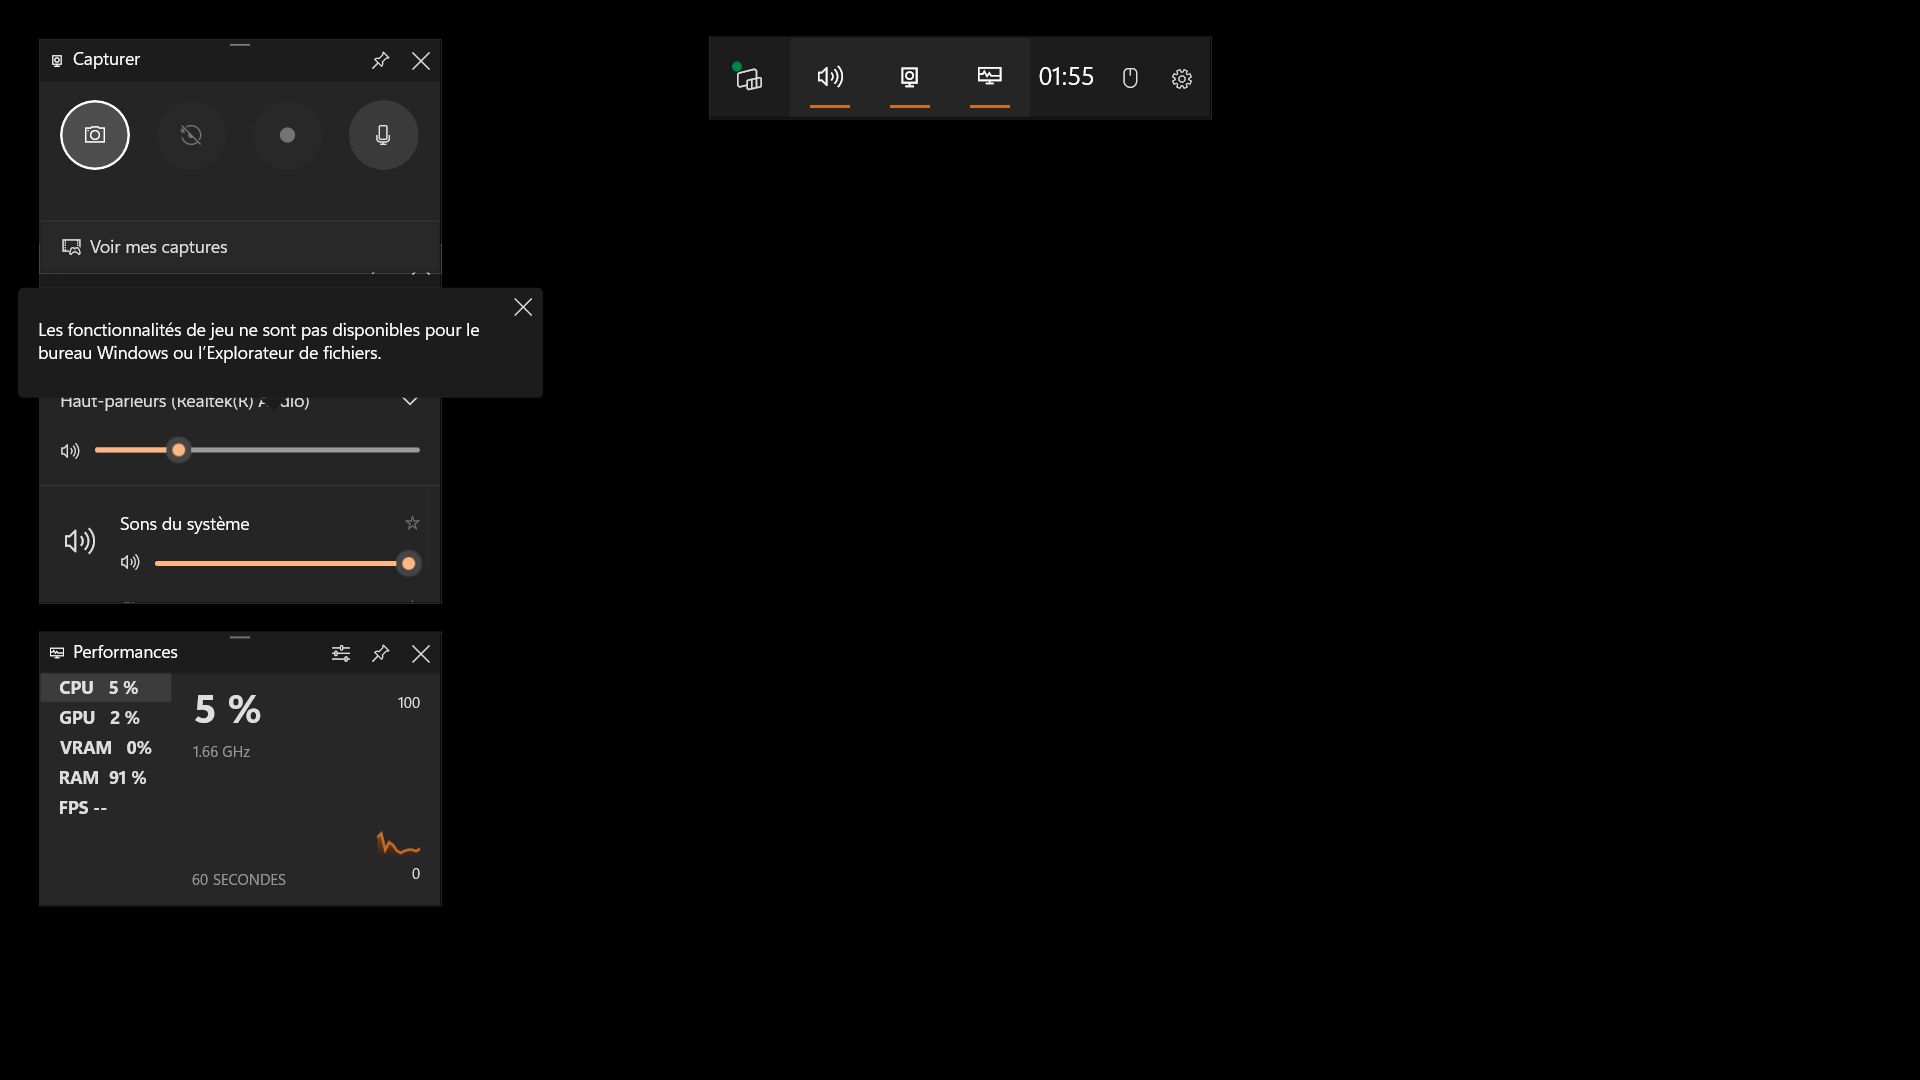 Capturer
01:55
Voir mes captures
Les fonctionnalités de jeu ne sont pas disponibles pour le
bureau Windows ou l'Explorateur de fichiers.
Haut-parleurs (Realtek(R) Audio)
Sons du système
Performances
CPU 5 %
GPU 2 %
VRAM 0%
RAM 91 %
FPS --
5 %
100
1.66 GHz
0
60 SECONDES